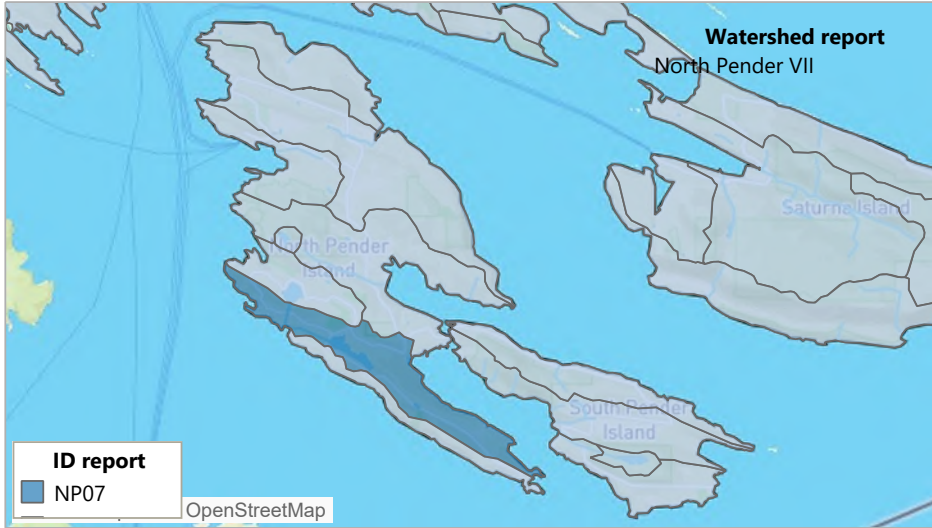 Watershed report
North Pender VII
Saturna Island
North Pender
Island
South Pender
Island
ID report
NP07
OpenStreetMap